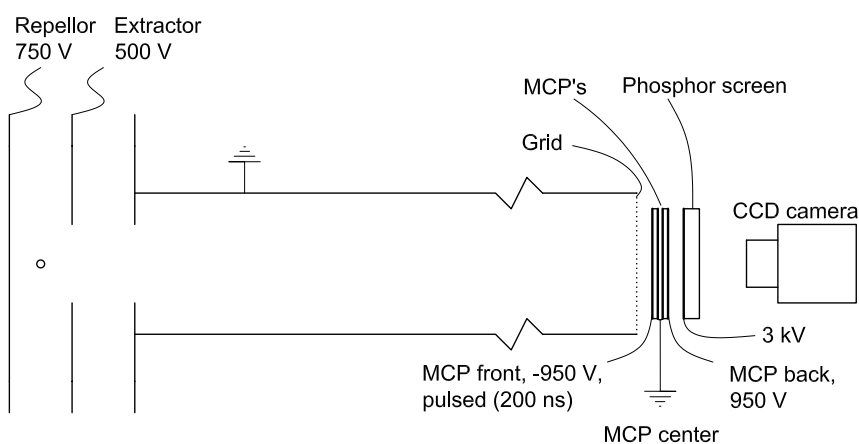 Repellor
750 V
Extractor
500 V
MCP's
Phosphor screen
Grid
CCD camera
3 kV
MCP front, -950 V,
pulsed (200 ns)
MCP back,
950 V
MCP center